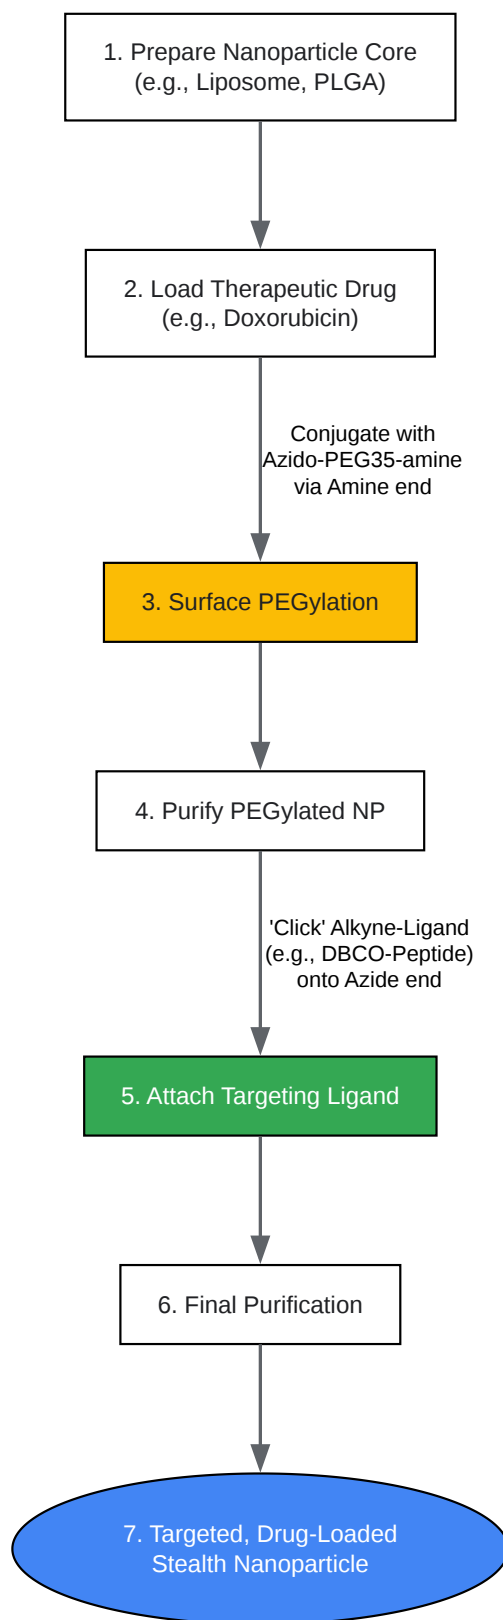 1. Prepare Nanoparticle Core
(e.g., Liposome, PLGA)
2. Load Therapeutic Drug
(e.g., Doxorubicin)
Conjugate with
Azido-PEG35-amine
via Amine end
3. Surface PEGylation
4. Purify PEGylated NP
'Click' Alkyne-Ligand
(e.g., DBCO-Peptide)
onto Azide end
5. Attach Targeting Ligand
6. Final Purification
7. Targeted, Drug-Loaded
Stealth Nanoparticle